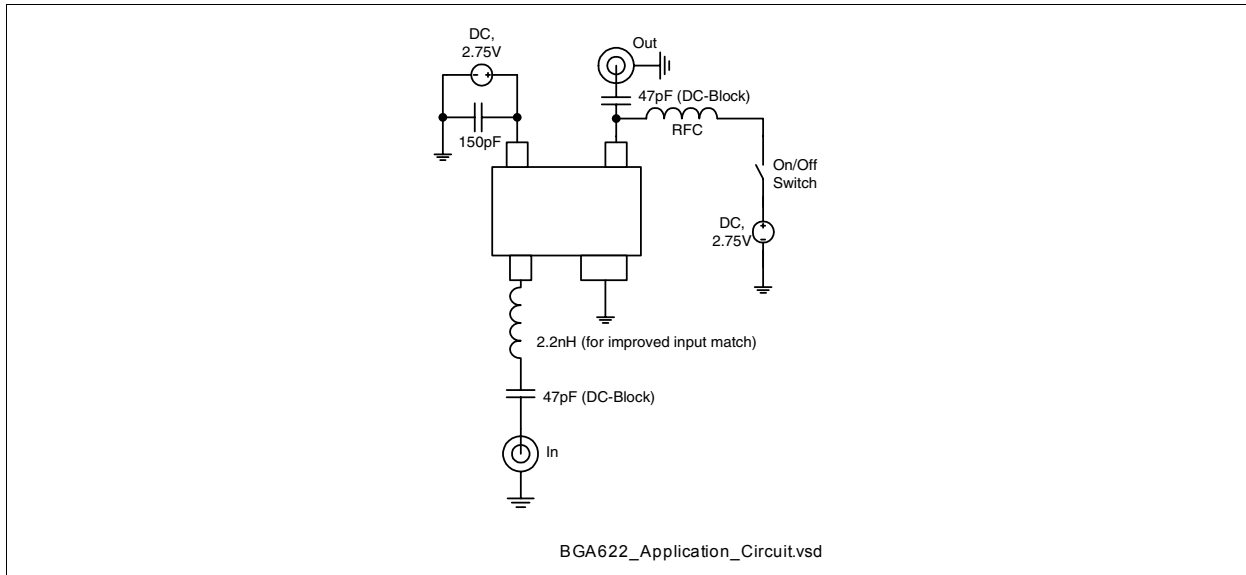 DC,
2.75V
150pF
Out
47pF (DC-Block)
RFC
On/Off
Switch
DC,
2.75V
2.2nH (for improved input match)
47pF (DC-Block)
In
BGA622_Application_Circuit.vsd